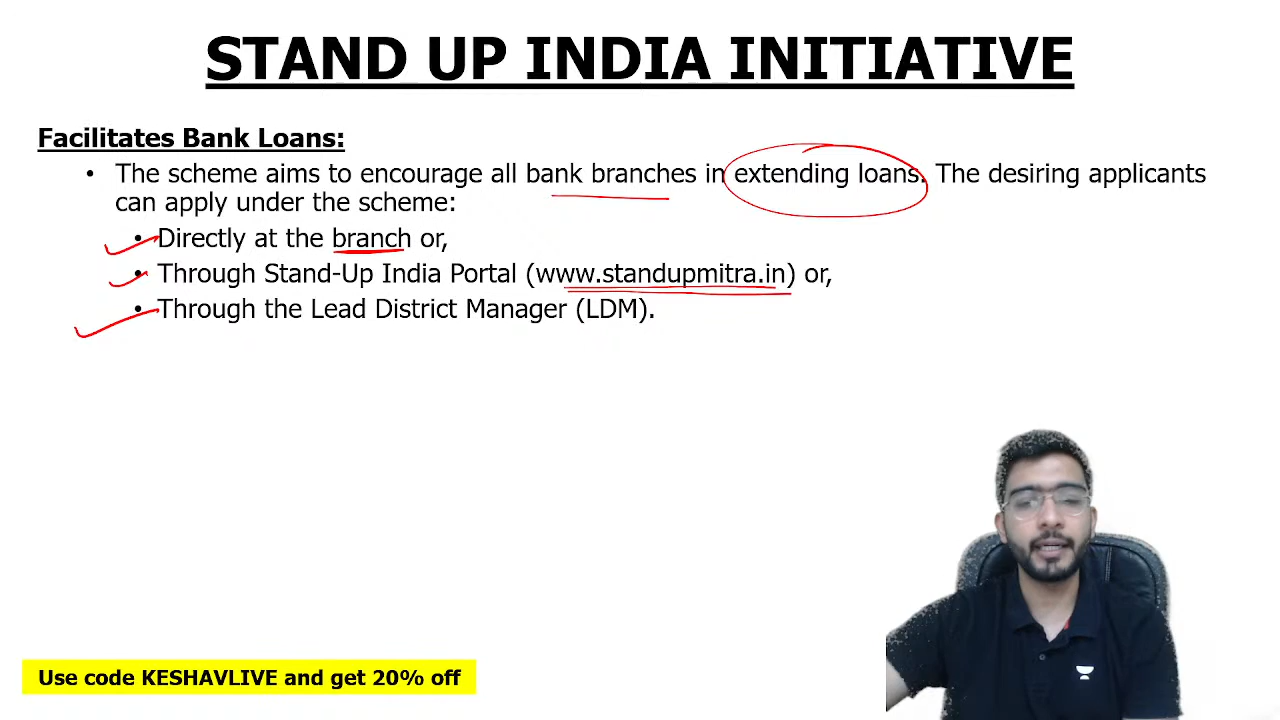 STAND UP INDIA INITIATIVE
Facilitates Bank Loans:
• The scheme aims to encourage all bank branches in extending loans. The desiring applicants
can apply under the scheme:
• Directly at the branch or,
• Through Stand-Up India Portal (www.standupmitra.in) or,
• Through the Lead District Manager (LDM).
Use code KESHAVLIVE and get 20% off